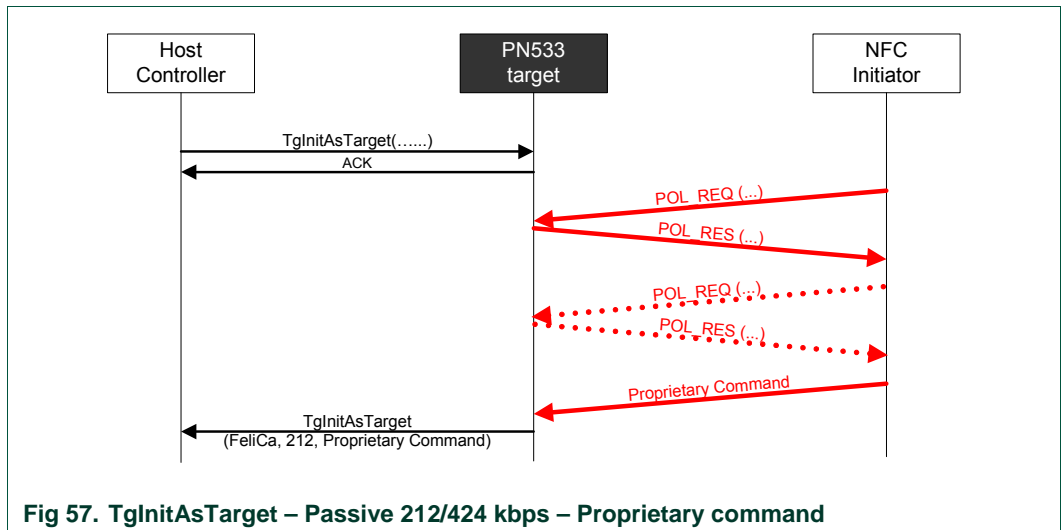 Host
Controller
PN533
target
NFC
Initiator
TgInitAsTarget(…...)
ACK
POL_REQ (...)
POL_RES (...)
POL_REQ (...)
POL_RES (...)
Proprietary Command
TgInitAsTarget
(FeliCa, 212, Proprietary Command)
Fig 57. TgInitAsTarget – Passive 212/424 kbps – Proprietary command